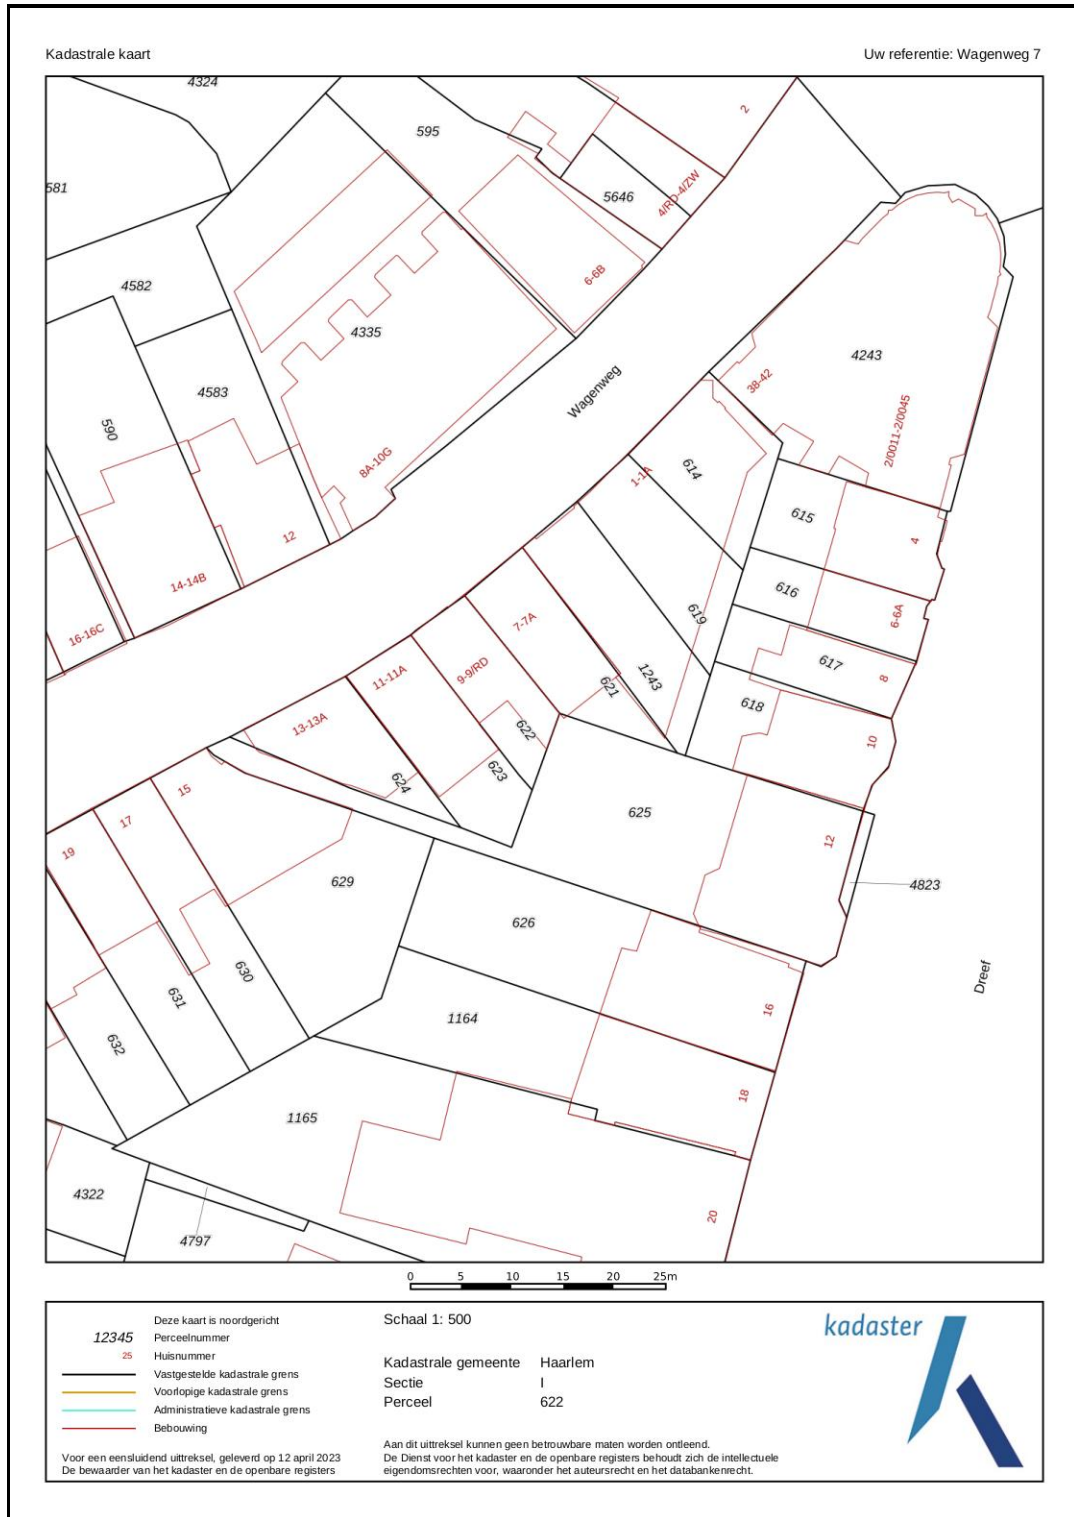 Kadastrale kaart
Uw referentie: Wagenweg 7
4324
595
2
581
5646
4/RD-4/ZW
4582
6-6B
4335
4243
4583
Wagenweg
38-42
590
2/0011-2/0045
8A-10G
614
1-1A
615
12
4
14-14B
616
619
6-6A
7-7A
16-16C
617
9-9/RD
11-11A
1243
8
621
618
13-13A
622
10
623
624
15
625
17
12
19
629
4823
626
630
Dreef
631
16
1164
632
18
1165
4322
20
4797
0 5 10 15 20 25m
Deze kaart is noordgericht
12345 Perceelnummer
25 Huisnummer
Vastgestelde kadastrale grens
Voorlopige kadastrale grens
Administratieve kadastrale grens
Bebouwing
Voor een eensluidend uittreksel, geleverd op 12 april 2023
De bewaarder van het kadaster en de openbare registers
Schaal 1: 500
Kadastrale gemeente Haarlem
Sectie I
Perceel 622
Aan dit uittreksel kunnen geen betrouwbare maten worden ontleend.
De Dienst voor het kadaster en de openbare registers behoudt zich de intellectuele
eigendomsrechten voor, waaronder het auteursrecht en het databankenrecht.
kadaster